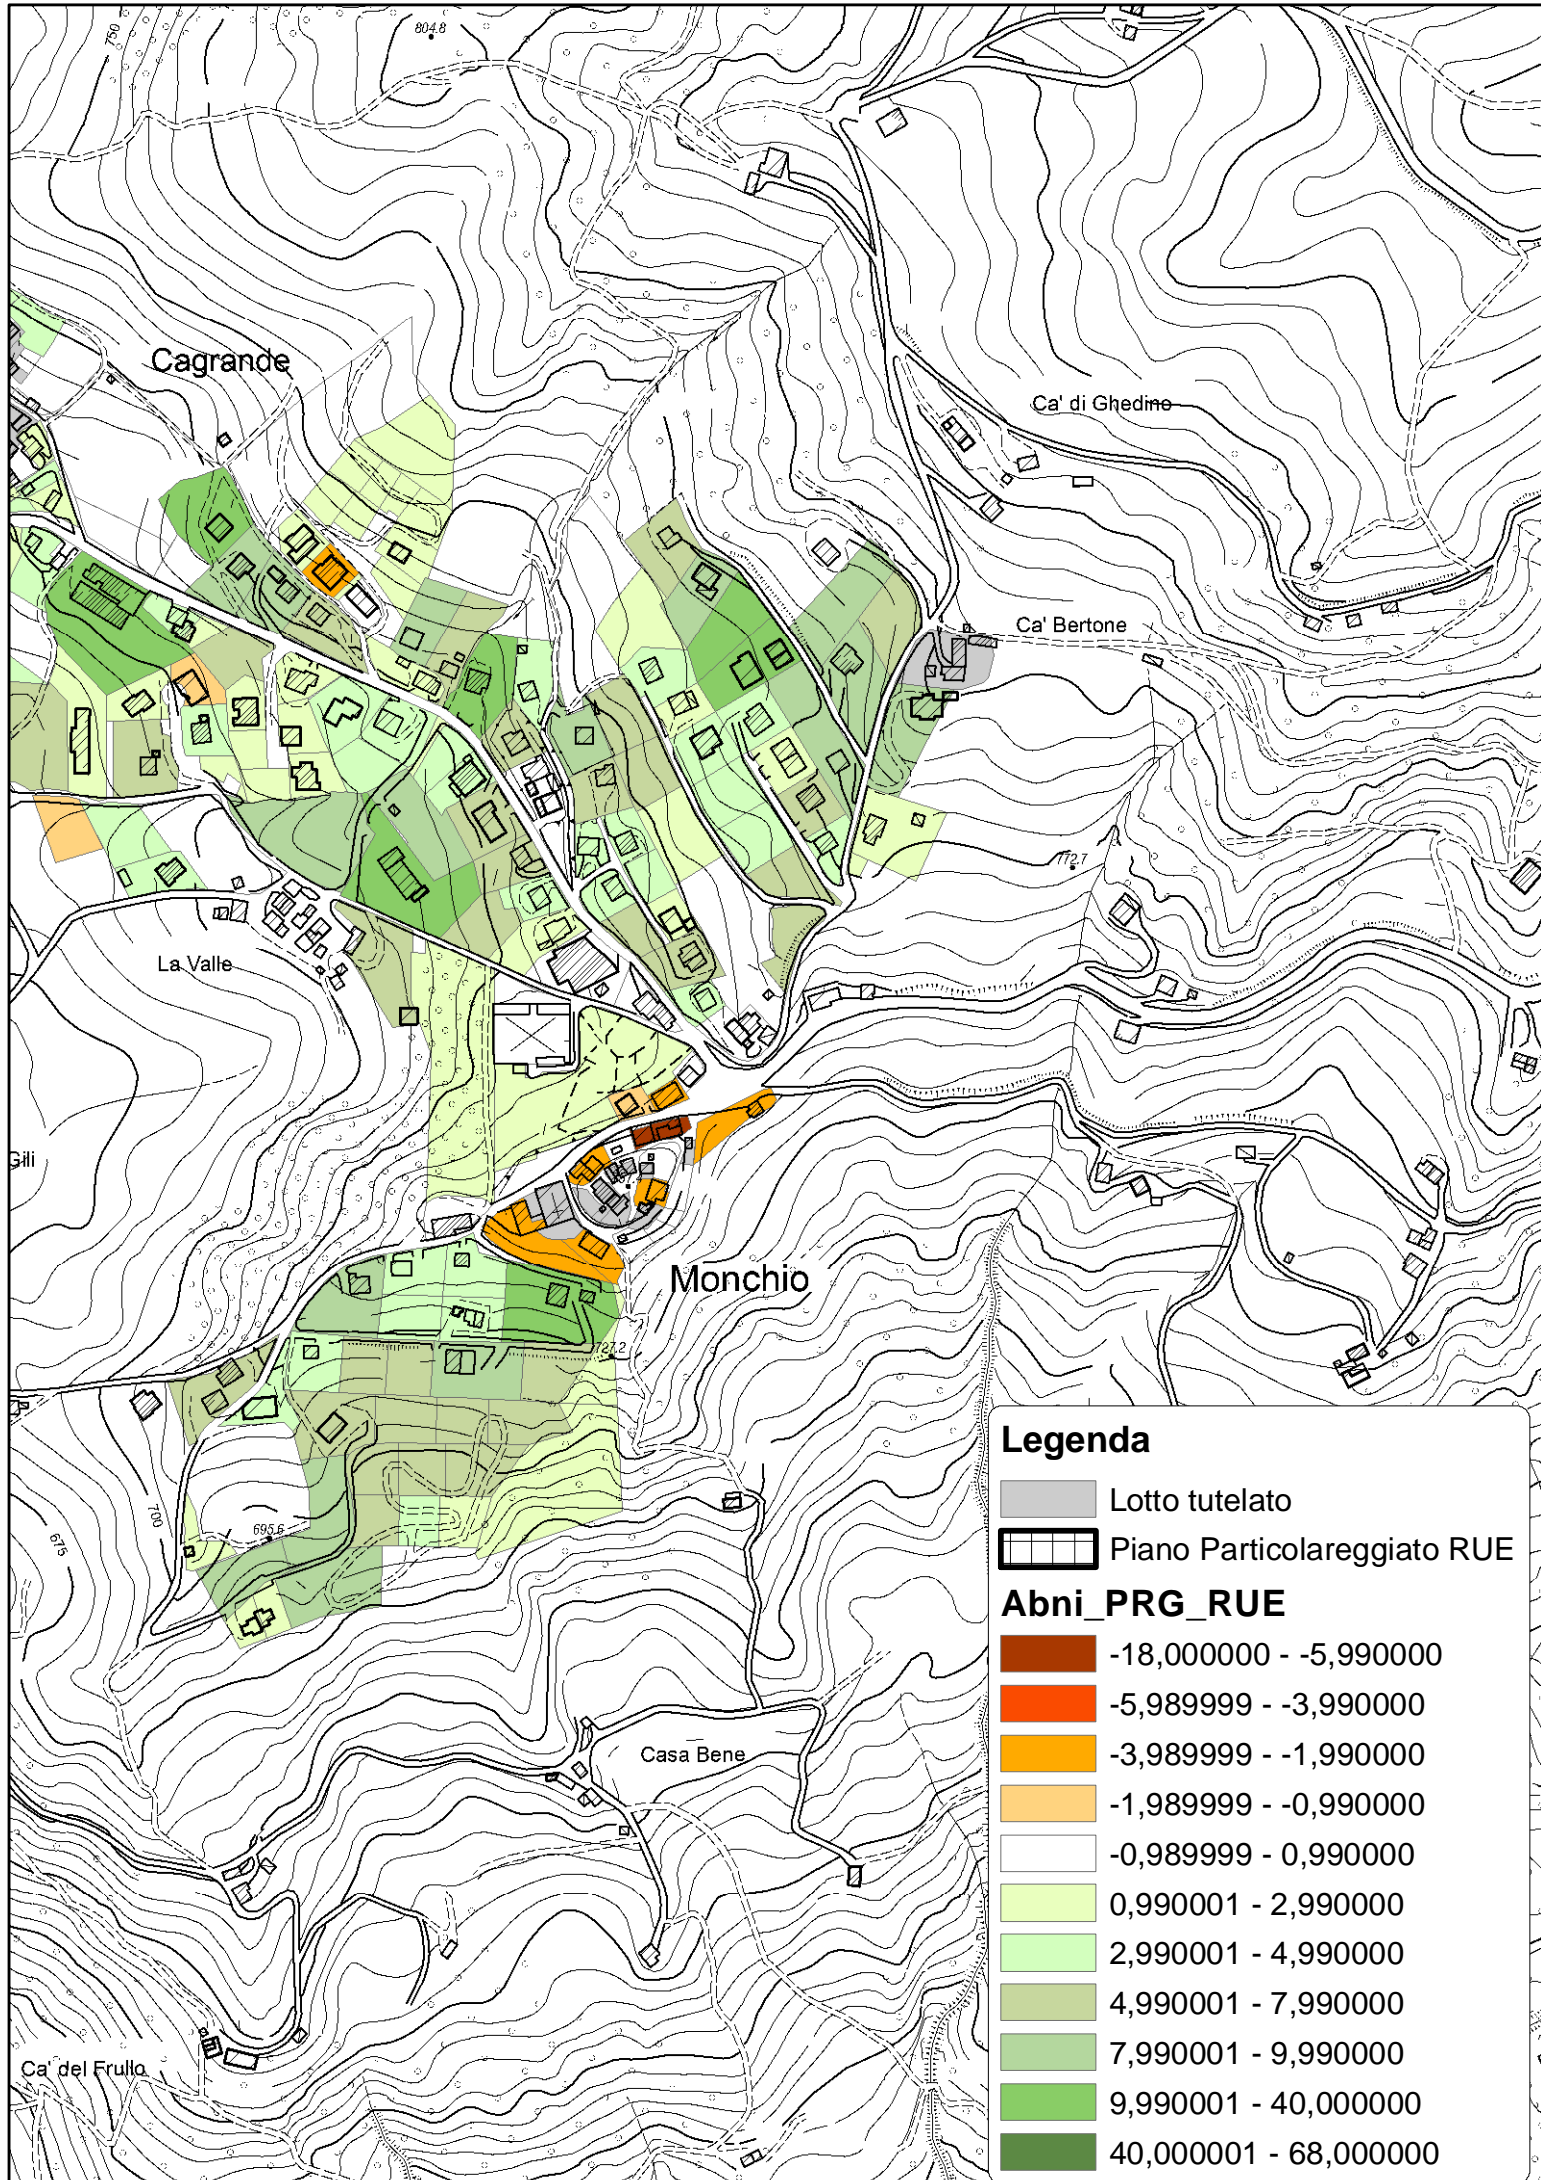 750
804.8
Cagrande
Ca' di Ghedino
Ca' Bertone
772.7
La Valle
Gili
Monchio
727.2
700
695.6
675
Casa Bene
Ca' del Frullo
Legenda
Lotto tutelato
Piano Particolareggiato RUE
Abni_PRG_RUE
-18,000000 - -5,990000
-5,989999 - -3,990000
-3,989999 - -1,990000
-1,989999 - -0,990000
-0,989999 - 0,990000
0,990001 - 2,990000
2,990001 - 4,990000
4,990001 - 7,990000
7,990001 - 9,990000
9,990001 - 40,000000
40,000001 - 68,000000